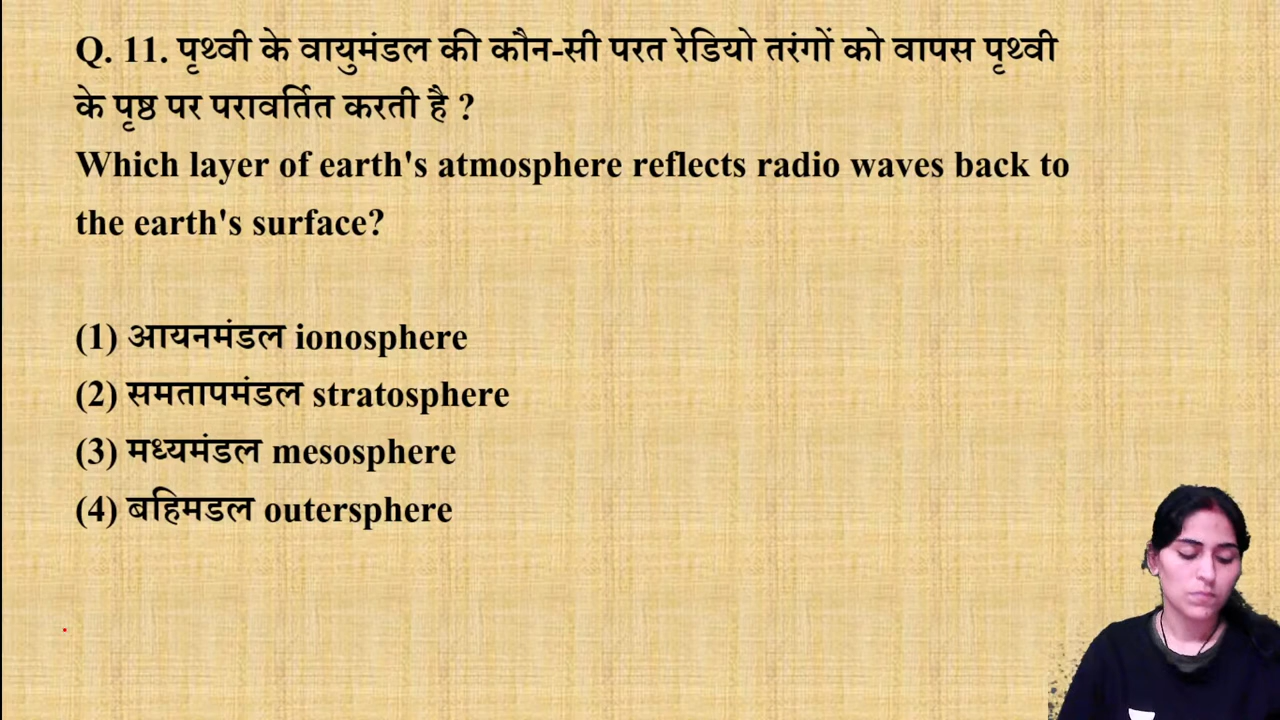 Q. 11. पृथ्वी के वायुमंडल की कौन-सी परत रेडियो तरंगों को वापस पृथ्वी
के पृष्ठ पर परावर्तित करती है ?
Which layer of earth's atmosphere reflects radio waves back to
the earth's surface?
(1) आयनमंडल ionosphere
(2) समतापमंडल stratosphere
(3) मध्यमंडल mesosphere
(4) बहिमडल outersphere